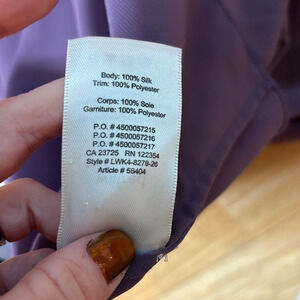 Body: 100% Silk
Trim: 100% Polyester
Corps: 100% Soie
Garniture: 100% Polyester
P.O. # 4500057215
P.O. # 4500057216
P.O. # 4500057217
CA 23725 RN 122354
Style # LWK4-8278-26
Article # 58404